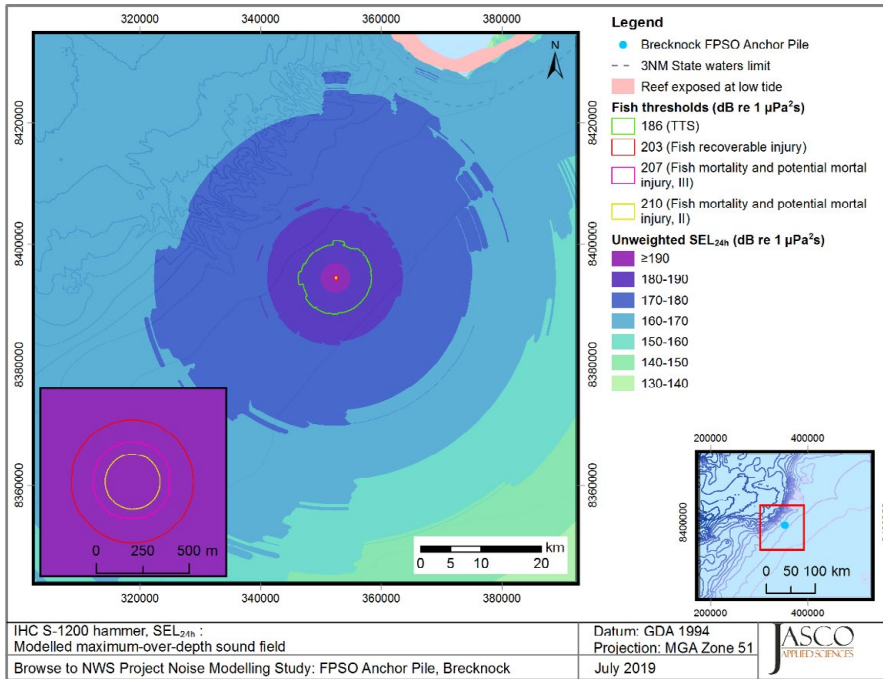 320000 340000 360000 380000
N
8420000
8400000
8380000
8360000
8420000
8400000
8380000
8360000
0 250 500 m
km
0 5 10 20
320000 340000 360000 380000
Legend
Brecknock FPSO Anchor Pile
3NM State waters limit
Reef exposed at low tide
Fish thresholds (dB re 1 µPa²s)
186 (TTS)
203 (Fish recoverable injury)
207 (Fish mortality and potential mortal
injury, III)
210 (Fish mortality and potential mortal
injury, II)
Unweighted SEL24h (dB re 1 µPa²s)
≥190
180-190
170-180
160-170
150-160
140-150
130-140
200000 400000
8400000
0 50 100 km
200000 400000
IHC S-1200 hammer, SEL24h :
Modelled maximum-over-depth sound field
Browse to NWS Project Noise Modelling Study: FPSO Anchor Pile, Brecknock
Datum: GDA 1994
Projection: MGA Zone 51
July 2019
JASCO
APPLIED SCIENCES